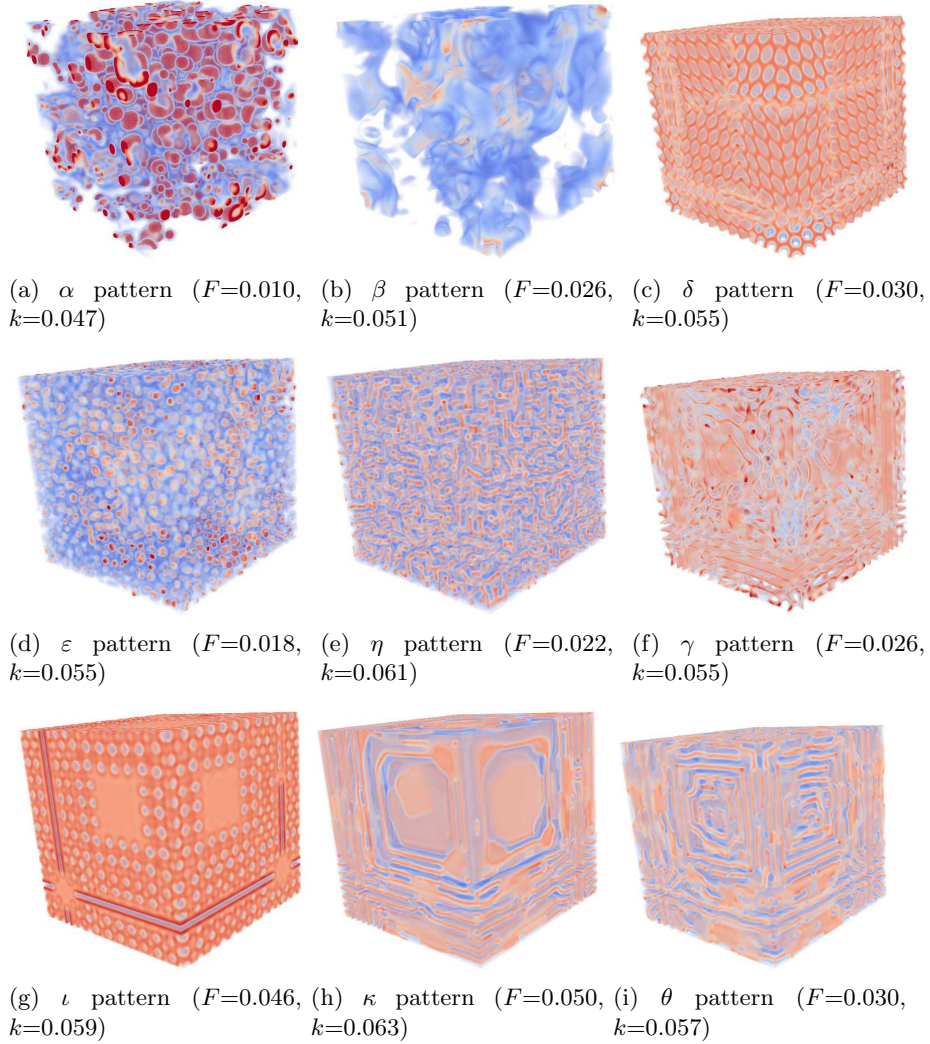 (a) α pattern (F=0.010, k=0.047)
(b) β pattern (F=0.026, k=0.051)
(c) δ pattern (F=0.030, k=0.055)
(d) ε pattern (F=0.018, k=0.055)
(e) η pattern (F=0.022, k=0.061)
(f) γ pattern (F=0.026, k=0.055)
(g) ι pattern (F=0.046, k=0.059)
(h) κ pattern (F=0.050, k=0.063)
(i) θ pattern (F=0.030, k=0.057)